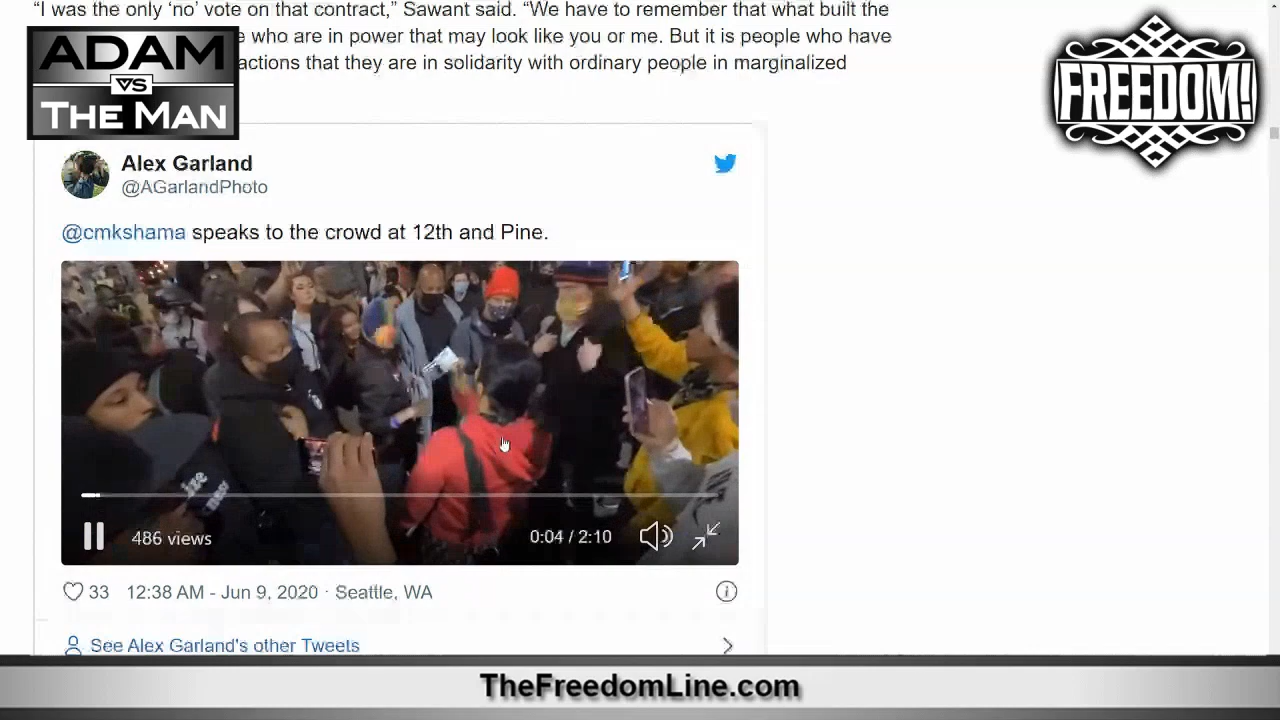 “I was the only ‘no’ vote on that contract,” Sawant said. “We have to remember that what built the
who are in power that may look like you or me. But it is people who have
actions that they are in solidarity with ordinary people in marginalized
ADAM
VS
THE MAN
FREEDOM!
Alex Garland
@AGarlandPhoto
@cmkshama speaks to the crowd at 12th and Pine.
486 views
0:04 / 2:10
33 12:38 AM - Jun 9, 2020 · Seattle, WA
See Alex Garland's other Tweets
TheFreedomLine.com